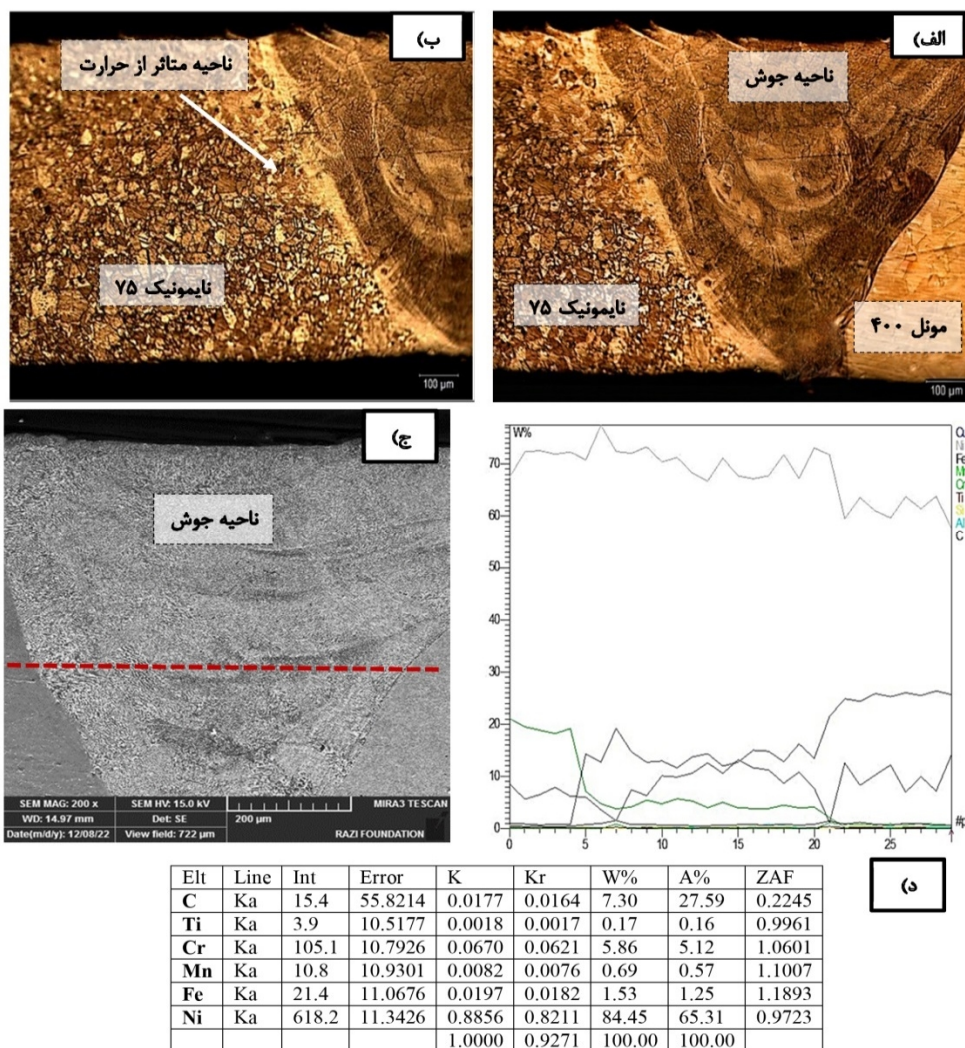 الف)
ناحیه جوش
نایمونیک ۷۵
مونل ۴۰۰
100 µm
ب)
ناحیه متاثر از حرارت
نایمونیک ۷۵
100 µm
ج)
ناحیه جوش
SEM MAG: 200 x SEM HV: 15.0 kV MIRA3 TESCAN
WD: 14.97 mm Det: SE 200 µm
Date(m/d/y): 12/08/22 View field: 722 µm RAZI FOUNDATION
د)
W%
70
60
50
40
30
20
10
0
0 5 10 15 20 25
Fe
Ti
C
Elt Line Int Error K Kr W% A% ZAF
C Ka 15.4 55.8214 0.0177 0.0164 7.30 27.59 0.2245
Ti Ka 3.9 10.5177 0.0018 0.0017 0.17 0.16 0.9961
Cr Ka 105.1 10.7926 0.0670 0.0621 5.86 5.12 1.0601
Mn Ka 10.8 10.9301 0.0082 0.0076 0.69 0.57 1.1007
Fe Ka 21.4 11.0676 0.0197 0.0182 1.53 1.25 1.1893
Ni Ka 618.2 11.3426 0.8856 0.8211 84.45 65.31 0.9723
1.0000 0.9271 100.00 100.00